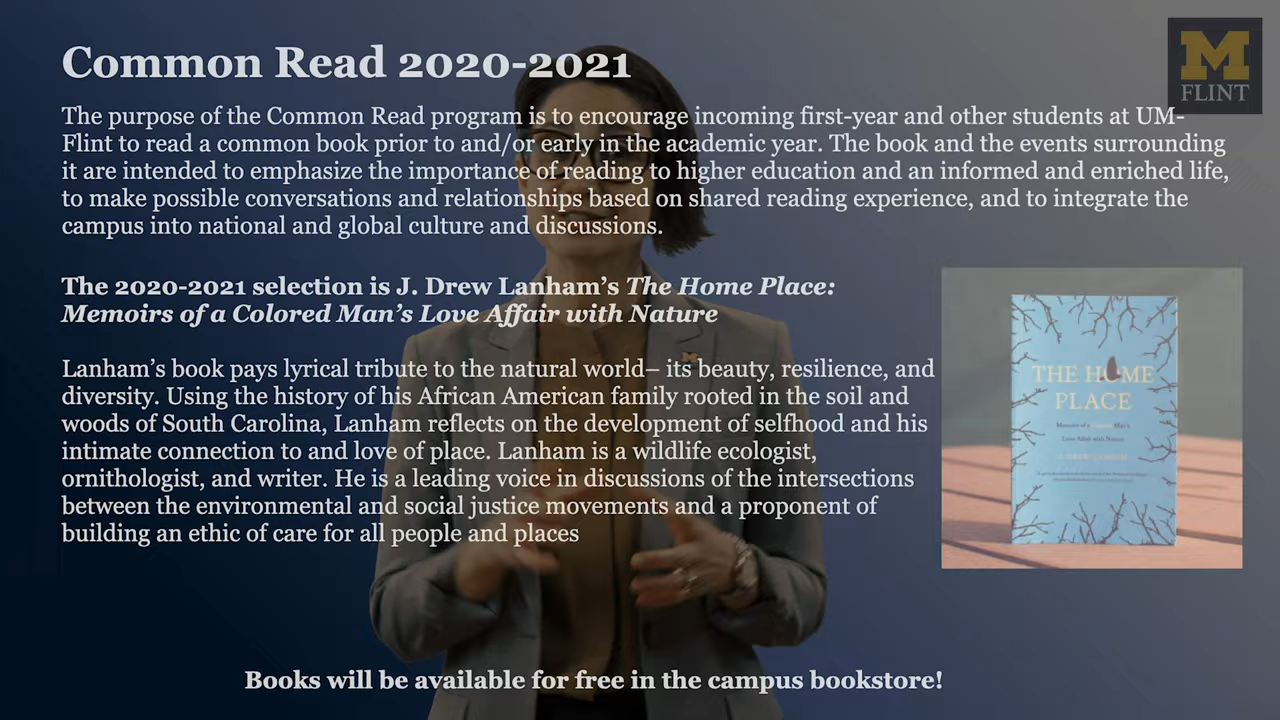 Common Read 2020-2021
M
FLINT
The purpose of the Common Read program is to encourage incoming first-year and other students at UM-
Flint to read a common book prior to and/or early in the academic year. The book and the events surrounding
it are intended to emphasize the importance of reading to higher education and an informed and enriched life,
to make possible conversations and relationships based on shared reading experience, and to integrate the
campus into national and global culture and discussions.
The 2020-2021 selection is J. Drew Lanham’s The Home Place:
Memoirs of a Colored Man’s Love Affair with Nature
Lanham’s book pays lyrical tribute to the natural world– its beauty, resilience, and
diversity. Using the history of his African American family rooted in the soil and
woods of South Carolina, Lanham reflects on the development of selfhood and his
intimate connection to and love of place. Lanham is a wildlife ecologist,
ornithologist, and writer. He is a leading voice in discussions of the intersections
between the environmental and social justice movements and a proponent of
building an ethic of care for all people and places
M
THE HOME
PLACE
Memoirs of a Colored Man's
Love Affair with Nature
J. DREW LANHAM
Books will be available for free in the campus bookstore!